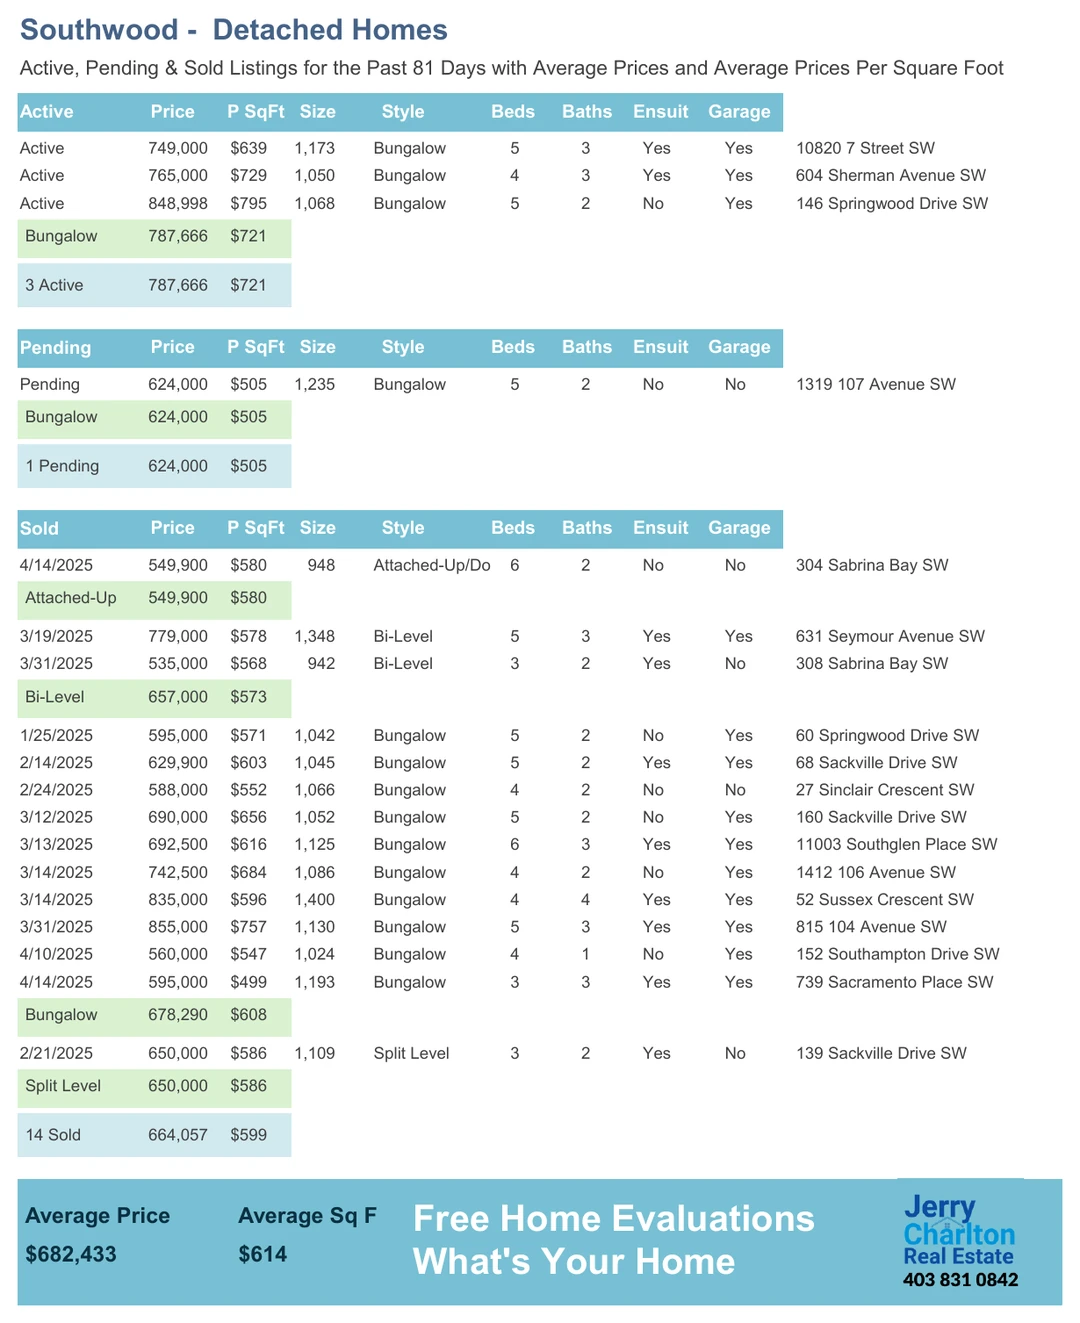 Southwood -  Detached Homes
Active, Pending & Sold Listings for the Past 81 Days with Average Prices and Average Prices Per Square Foot
Active Price P SqFt Size Style Beds Baths Ensuit Garage
Active 749,000 $639 1,173 Bungalow 5 3 Yes Yes 10820 7 Street SW
Active 765,000 $729 1,050 Bungalow 4 3 Yes Yes 604 Sherman Avenue SW
Active 848,998 $795 1,068 Bungalow 5 2 No Yes 146 Springwood Drive SW
Bungalow 787,666 $721
3 Active 787,666 $721
Pending Price P SqFt Size Style Beds Baths Ensuit Garage
Pending 624,000 $505 1,235 Bungalow 5 2 No No 1319 107 Avenue SW
Bungalow 624,000 $505
1 Pending 624,000 $505
Sold Price P SqFt Size Style Beds Baths Ensuit Garage
4/14/2025 549,900 $580 948 Attached-Up/Do 6 2 No No 304 Sabrina Bay SW
Attached-Up 549,900 $580
3/19/2025 779,000 $578 1,348 Bi-Level 5 3 Yes Yes 631 Seymour Avenue SW
3/31/2025 535,000 $568 942 Bi-Level 3 2 Yes No 308 Sabrina Bay SW
Bi-Level 657,000 $573
1/25/2025 595,000 $571 1,042 Bungalow 5 2 No Yes 60 Springwood Drive SW
2/14/2025 629,900 $603 1,045 Bungalow 5 2 Yes Yes 68 Sackville Drive SW
2/24/2025 588,000 $552 1,066 Bungalow 4 2 No No 27 Sinclair Crescent SW
3/12/2025 690,000 $656 1,052 Bungalow 5 2 No Yes 160 Sackville Drive SW
3/13/2025 692,500 $616 1,125 Bungalow 6 3 Yes Yes 11003 Southglen Place SW
3/14/2025 742,500 $684 1,086 Bungalow 4 2 No Yes 1412 106 Avenue SW
3/14/2025 835,000 $596 1,400 Bungalow 4 4 Yes Yes 52 Sussex Crescent SW
3/31/2025 855,000 $757 1,130 Bungalow 5 3 Yes Yes 815 104 Avenue SW
4/10/2025 560,000 $547 1,024 Bungalow 4 1 No Yes 152 Southampton Drive SW
4/14/2025 595,000 $499 1,193 Bungalow 3 3 Yes Yes 739 Sacramento Place SW
Bungalow 678,290 $608
2/21/2025 650,000 $586 1,109 Split Level 3 2 Yes No 139 Sackville Drive SW
Split Level 650,000 $586
14 Sold 664,057 $599
Average Price Average Sq F
$682,433 $614
Free Home Evaluations
What's Your Home
Jerry
Charlton
Real Estate
403 831 0842